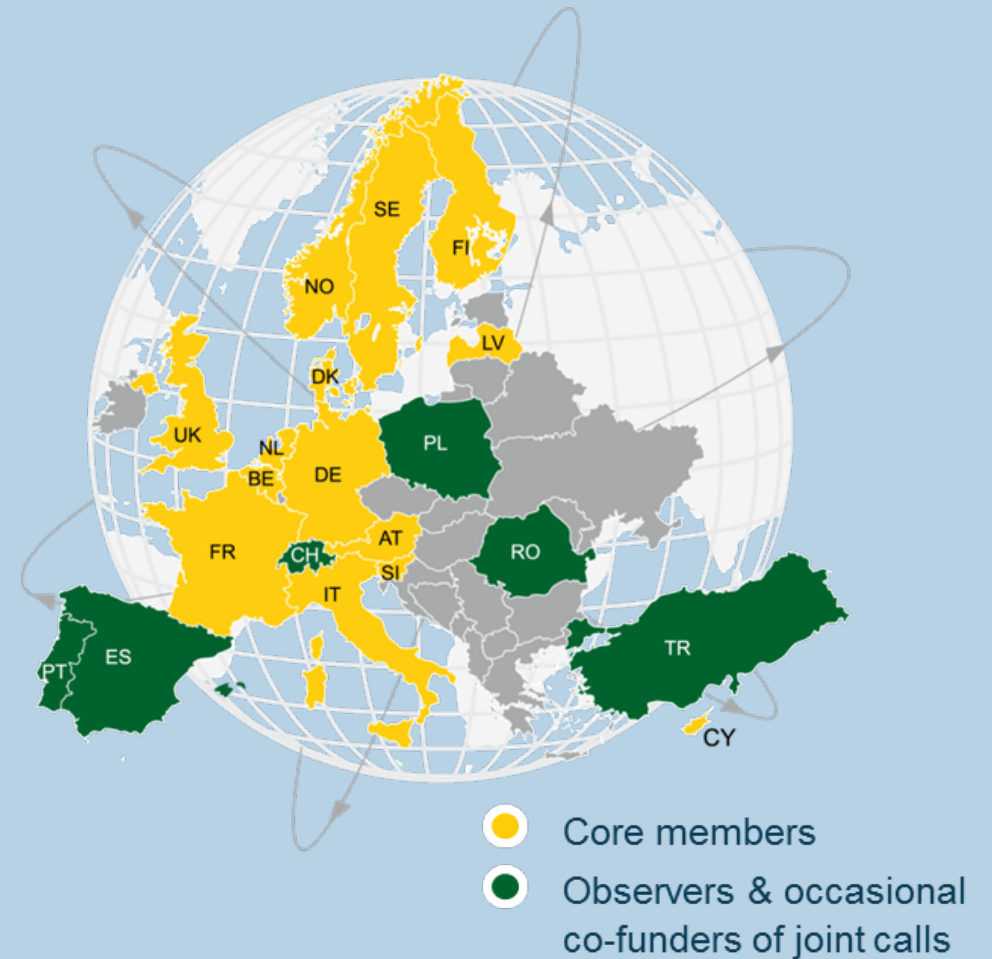 SE
FI
NO
LV
DK
UK
NL
PL
BE
DE
FR
AT
CH
RO
SI
IT
PT
ES
TR
CY
Core members
Observers & occasional
co-funders of joint calls